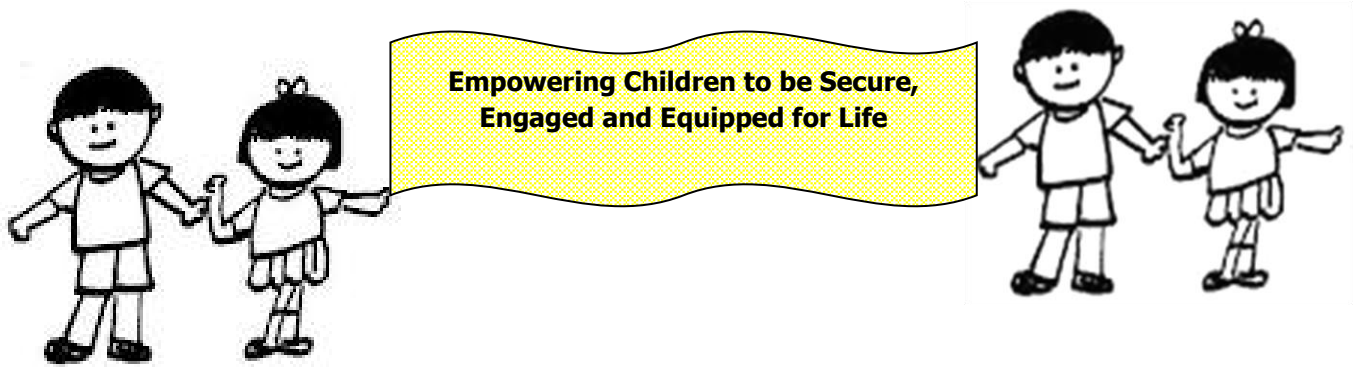 Empowering Children to be Secure,
Engaged and Equipped for Life